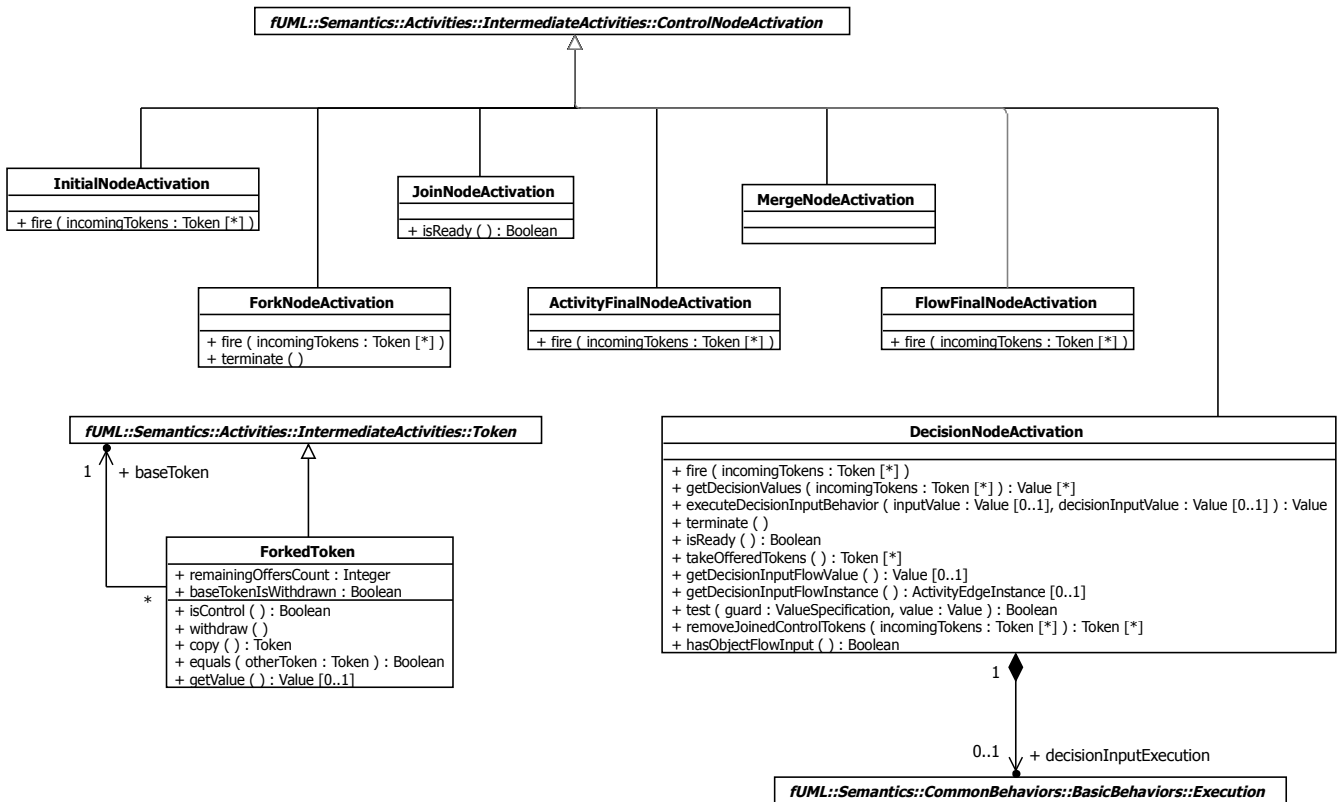 fUML::Semantics::Activities::IntermediateActivities::ControlNodeActivation
InitialNodeActivation
+ fire ( incomingTokens : Token [*] )
JoinNodeActivation
+ isReady ( ) : Boolean
MergeNodeActivation
ForkNodeActivation
+ fire ( incomingTokens : Token [*] )
+ terminate ( )
ActivityFinalNodeActivation
+ fire ( incomingTokens : Token [*] )
FlowFinalNodeActivation
+ fire ( incomingTokens : Token [*] )
fUML::Semantics::Activities::IntermediateActivities::Token
1
+ baseToken
ForkedToken
+ remainingOffersCount : Integer
+ baseTokenIsWithdrawn : Boolean
+ isControl ( ) : Boolean
+ withdraw ( )
+ copy ( ) : Token
+ equals ( otherToken : Token ) : Boolean
+ getValue ( ) : Value [0..1]
*
DecisionNodeActivation
+ fire ( incomingTokens : Token [*] )
+ getDecisionValues ( incomingTokens : Token [*] ) : Value [*]
+ executeDecisionInputBehavior ( inputValue : Value [0..1], decisionInputValue : Value [0..1] ) : Value
+ terminate ( )
+ isReady ( ) : Boolean
+ takeOfferedTokens ( ) : Token [*]
+ getDecisionInputFlowValue ( ) : Value [0..1]
+ getDecisionInputFlowInstance ( ) : ActivityEdgeInstance [0..1]
+ test ( guard : ValueSpecification, value : Value ) : Boolean
+ removeJoinedControlTokens ( incomingTokens : Token [*] ) : Token [*]
+ hasObjectFlowInput ( ) : Boolean
1
0..1
+ decisionInputExecution
fUML::Semantics::CommonBehaviors::BasicBehaviors::Execution